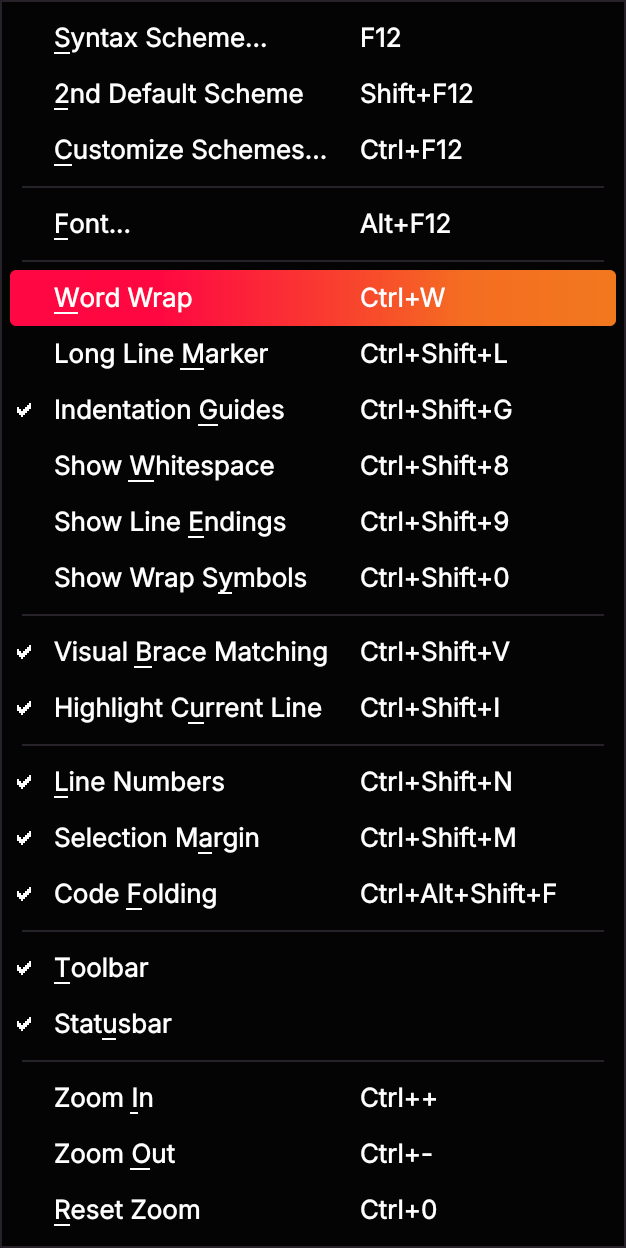 Syntax Scheme... F12
2nd Default Scheme Shift+F12
Customize Schemes... Ctrl+F12
Font... Alt+F12
Word Wrap Ctrl+W
Long Line Marker Ctrl+Shift+L
Indentation Guides Ctrl+Shift+G
Show Whitespace Ctrl+Shift+8
Show Line Endings Ctrl+Shift+9
Show Wrap Symbols Ctrl+Shift+0
Visual Brace Matching Ctrl+Shift+V
Highlight Current Line Ctrl+Shift+I
Line Numbers Ctrl+Shift+N
Selection Margin Ctrl+Shift+M
Code Folding Ctrl+Alt+Shift+F
Toolbar
Statusbar
Zoom In Ctrl++
Zoom Out Ctrl+-
Reset Zoom Ctrl+0